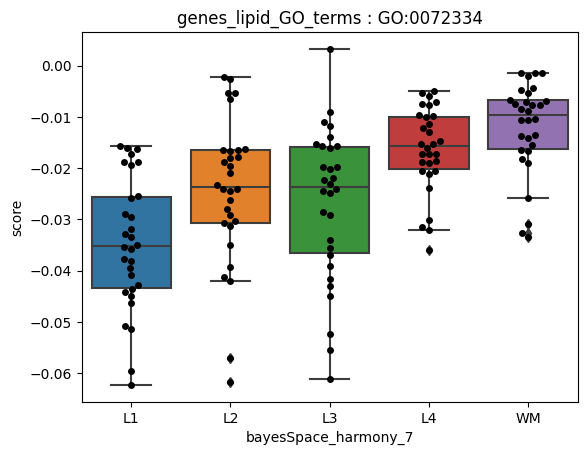 genes_lipid_GO_terms : GO:0072334
0.00
−0.01
−0.02
−0.03
−0.04
−0.05
−0.06
score
L1 L2 L3 L4 WM
bayesSpace_harmony_7